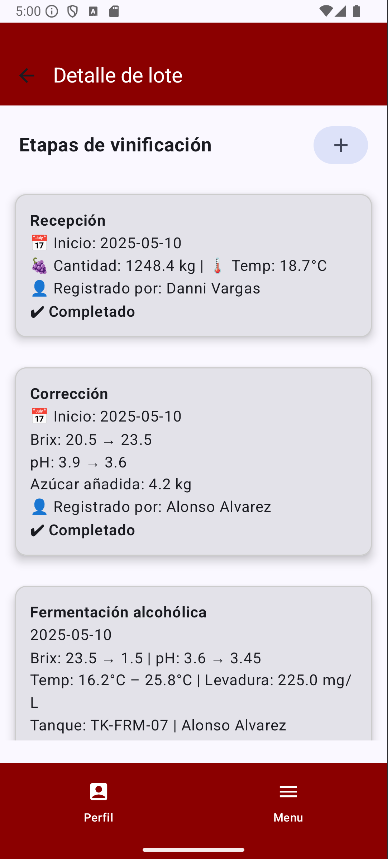 5:00
Detalle de lote
Etapas de vinificación
+
Recepción
📅 Inicio: 2025-05-10
🍇 Cantidad: 1248.4 kg | 🌡️ Temp: 18.7°C
👤 Registrado por: Danni Vargas
✔ Completado
Corrección
📅 Inicio: 2025-05-10
Brix: 20.5 → 23.5
pH: 3.9 → 3.6
Azúcar añadida: 4.2 kg
👤 Registrado por: Alonso Alvarez
✔ Completado
Fermentación alcohólica
2025-05-10
Brix: 23.5 → 1.5 | pH: 3.6 → 3.45
Temp: 16.2°C – 25.8°C | Levadura: 225.0 mg/
L
Tanque: TK-FRM-07 | Alonso Alvarez
Perfil
Menu